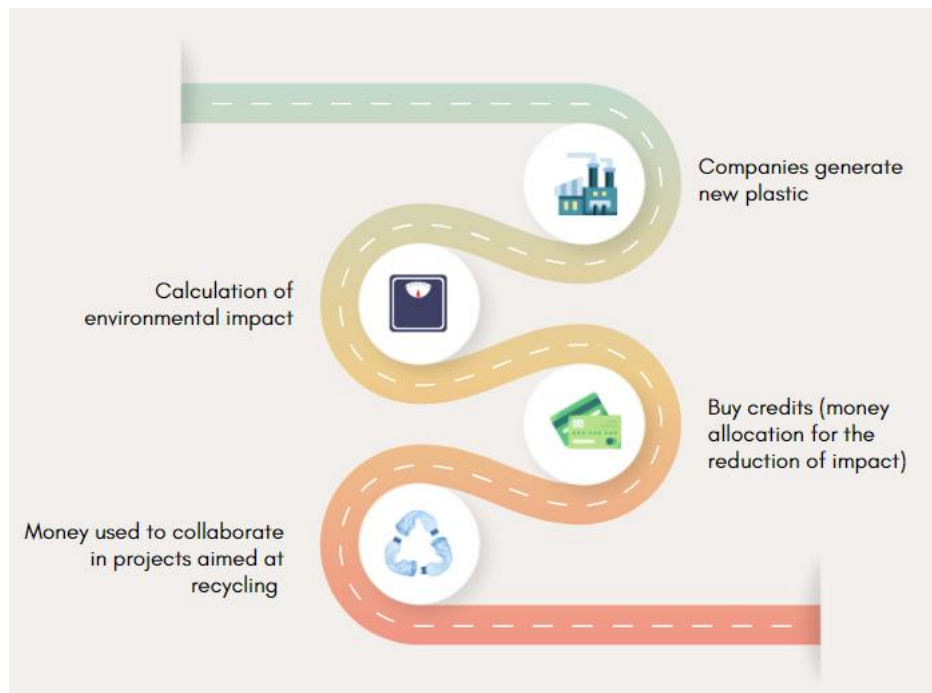 Companies generate
new plastic
Calculation of
environmental impact
Buy credits (money
allocation for the
reduction of impact)
Money used to collaborate
in projects aimed at
recycling